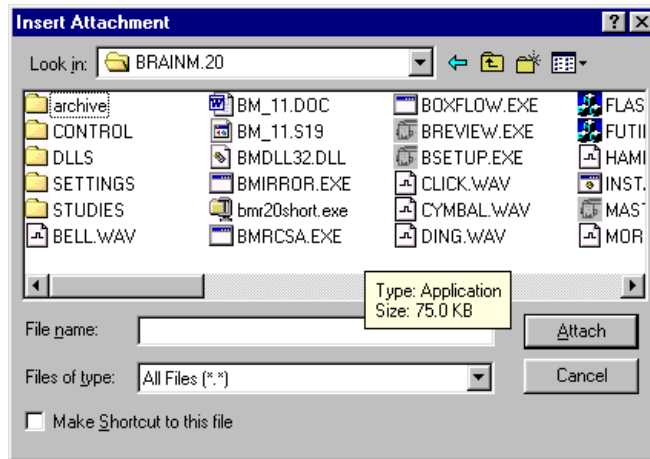 Insert Attachment
Look in: BRAINM.20
archive BM_11.DOC BOXFLOW.EXE FLAS
CONTROL BM_11.S19 BREVIEW.EXE FUTII
DLLS BMDLL32.DLL BSETUP.EXE HAMI
SETTINGS BMIRROR.EXE CLICK.WAV INST.
STUDIES bmr20short.exe CYMBAL.WAV MAS
BELL.WAV BMRCSA.EXE DING.WAV MOR
Type: Application
Size: 75.0 KB
File name: Attach
Files of type: All Files (*.*) Cancel
Make Shortcut to this file